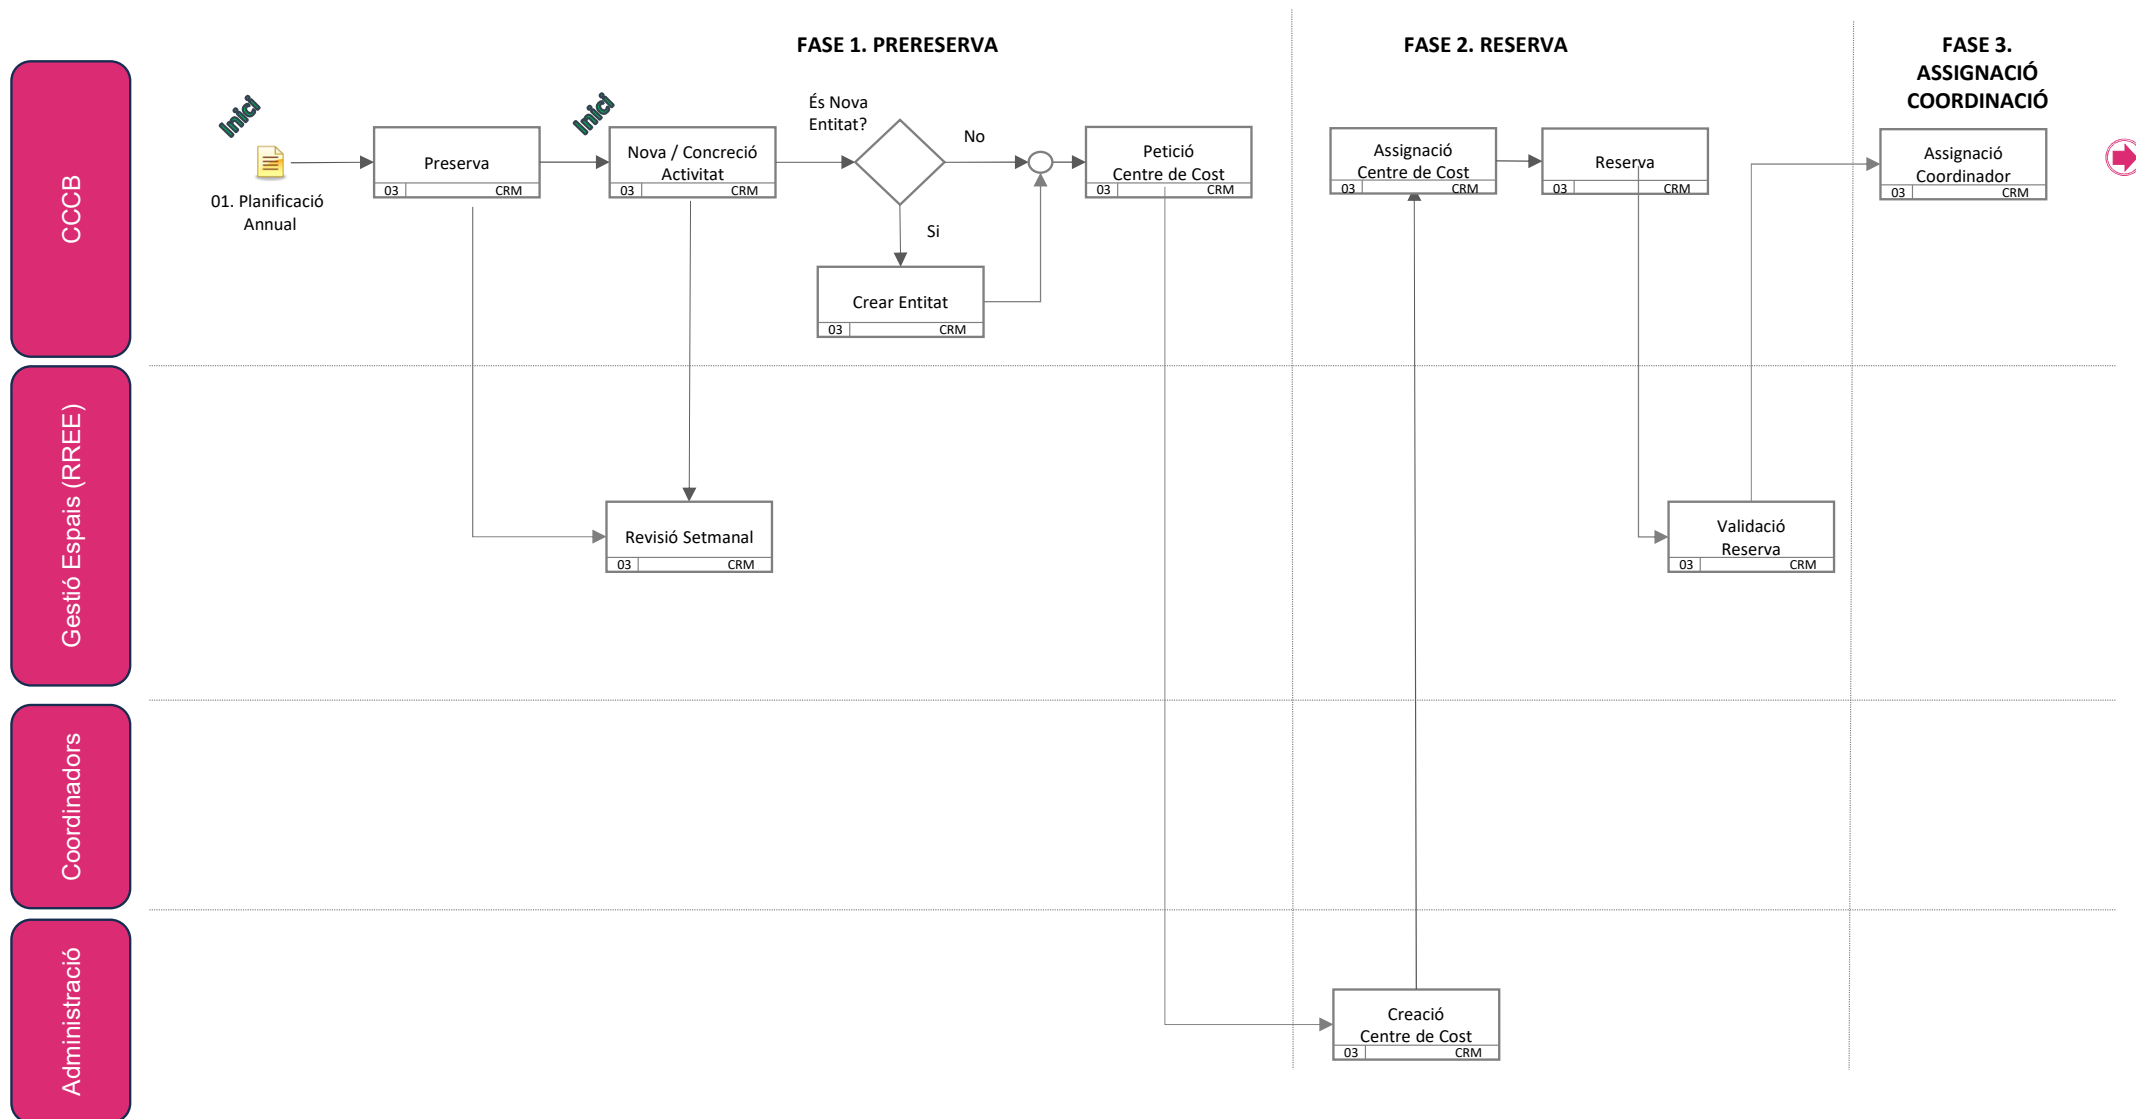 FASE 1. PRERESERVA
FASE 2. RESERVA
FASE 3.
ASSIGNACIÓ
COORDINACIÓ
CCCB
Inici
01. Planificació
Annual
Preserva
03 CRM
Inici
Nova / Concreció
Activitat
03 CRM
És Nova
Entitat?
No
Si
Crear Entitat
03 CRM
Petició
Centre de Cost
03 CRM
Assignació
Centre de Cost
03 CRM
Reserva
03 CRM
Assignació
Coordinador
03 CRM
Gestió Espais (RREE)
Revisió Setmanal
03 CRM
Validació
Reserva
03 CRM
Coordinadors
Administració
Creació
Centre de Cost
03 CRM